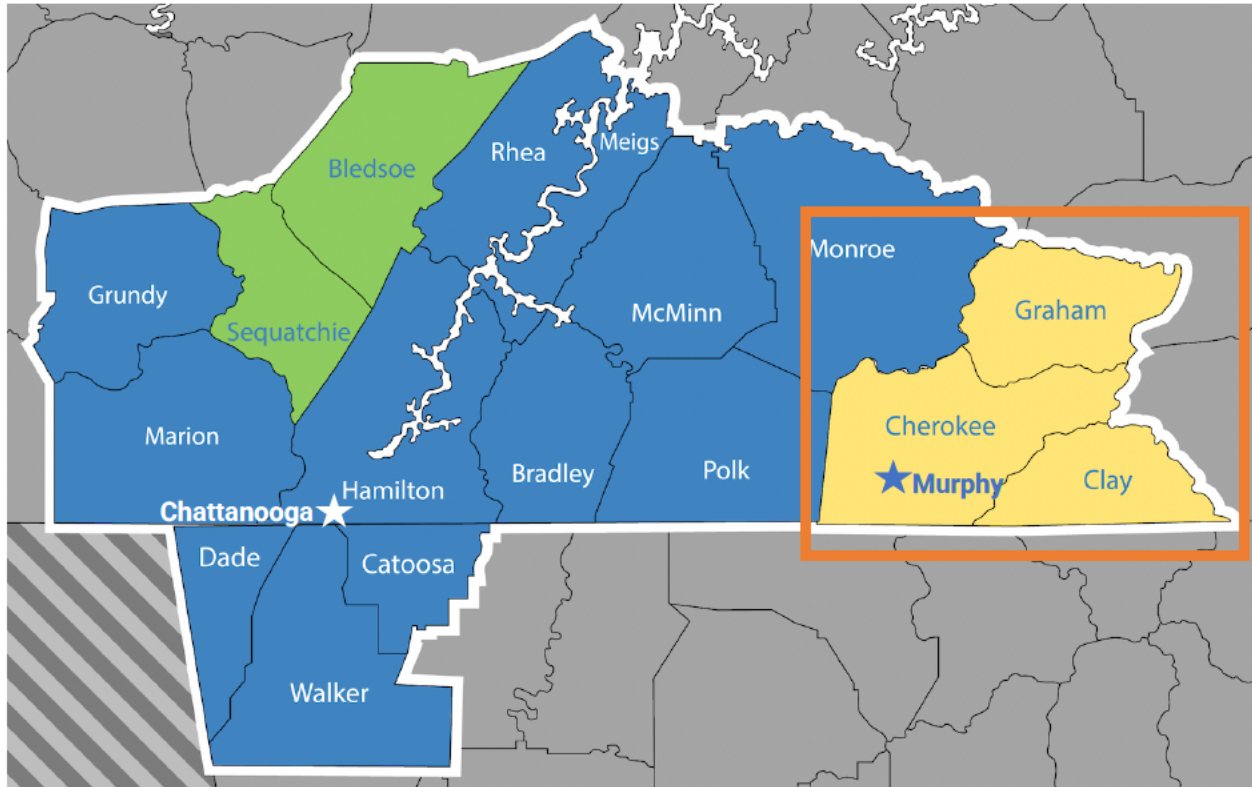 Rhea
Meigs
Bledsoe
Monroe
Grundy
McMinn
Graham
Sequatchie
Cherokee
Marion
Bradley
Polk
Clay
Murphy
Hamilton
Chattanooga
Dade
Catoosa
Walker